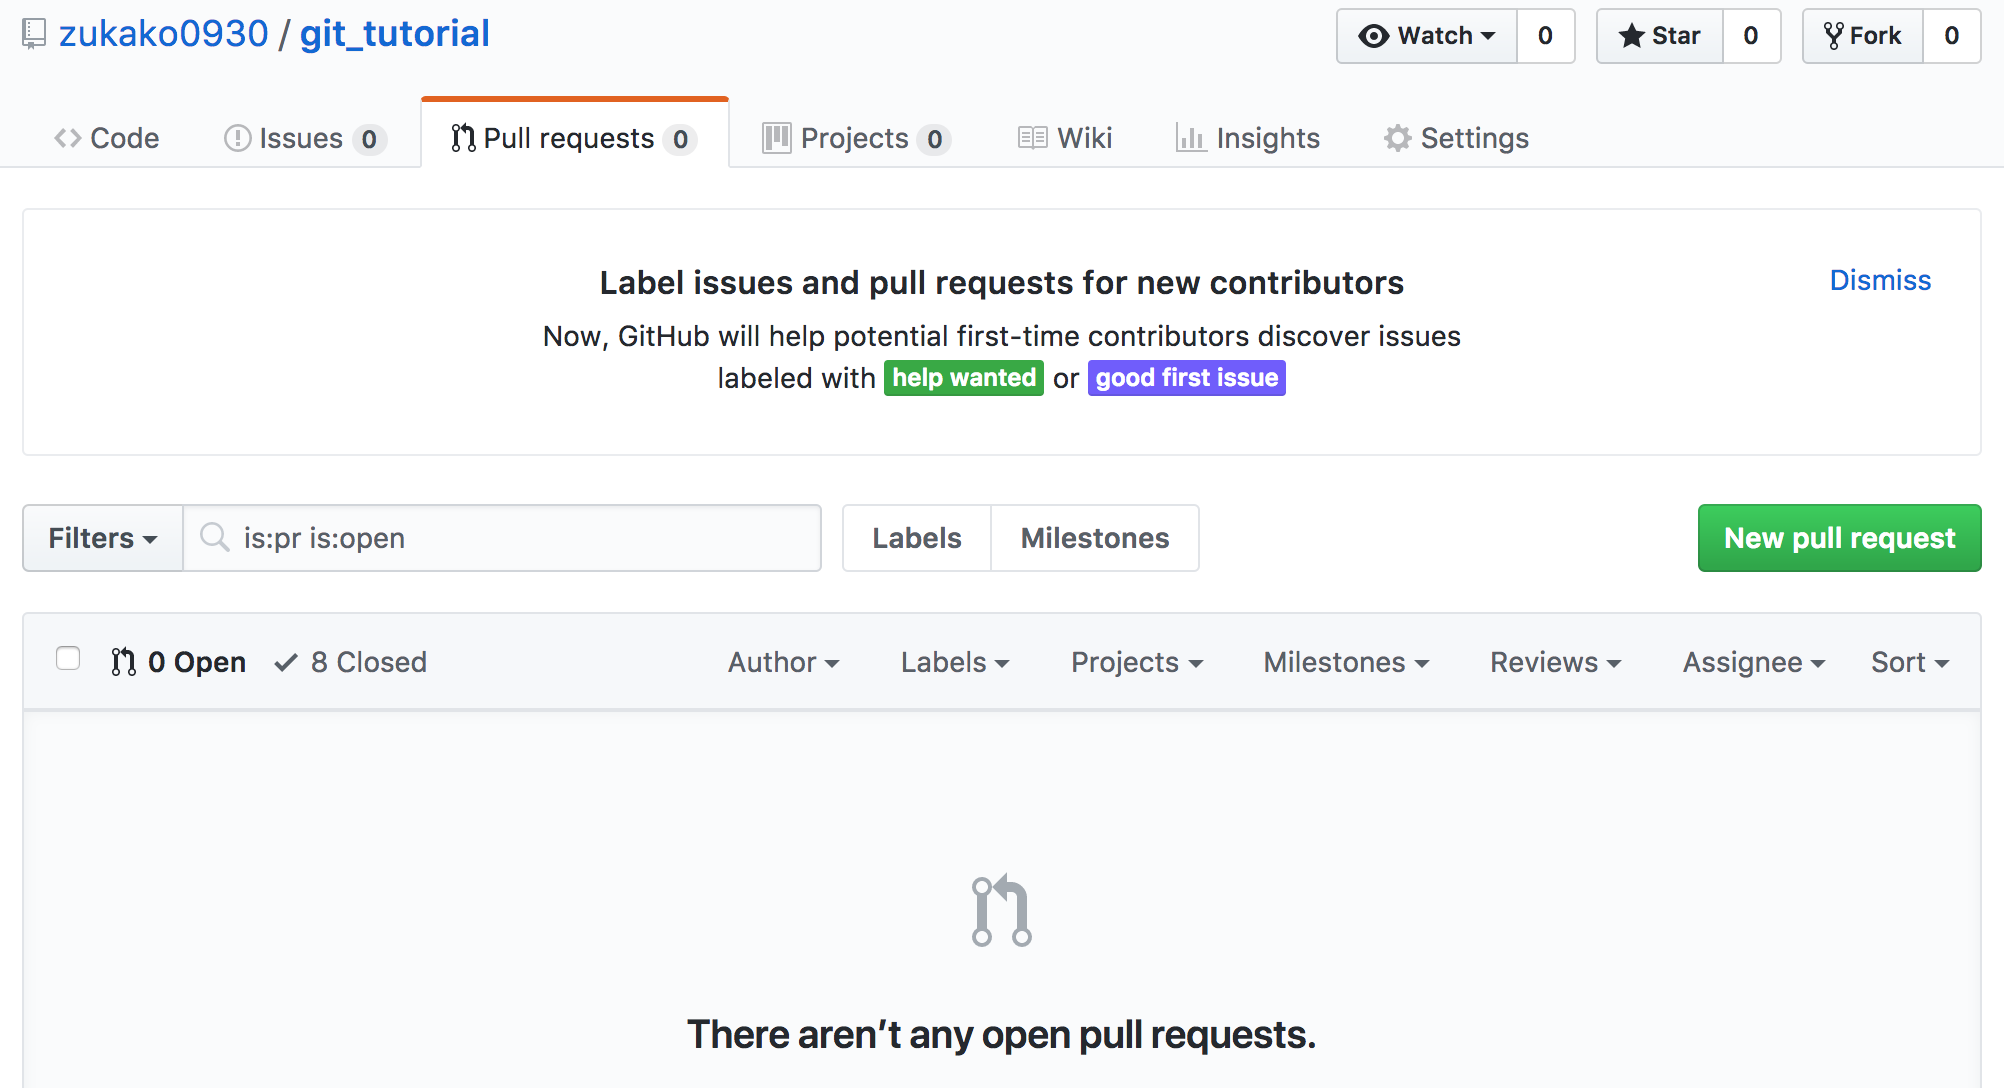 zukako0930 / git_tutorial
Watch 0 Star 0 Fork 0
Code Issues 0 Pull requests 0 Projects 0 Wiki Insights Settings
Label issues and pull requests for new contributors
Dismiss
Now, GitHub will help potential first-time contributors discover issues
labeled with help wanted or good first issue
Filters is:pr is:open Labels Milestones New pull request
0 Open 8 Closed Author Labels Projects Milestones Reviews Assignee Sort
There aren’t any open pull requests.